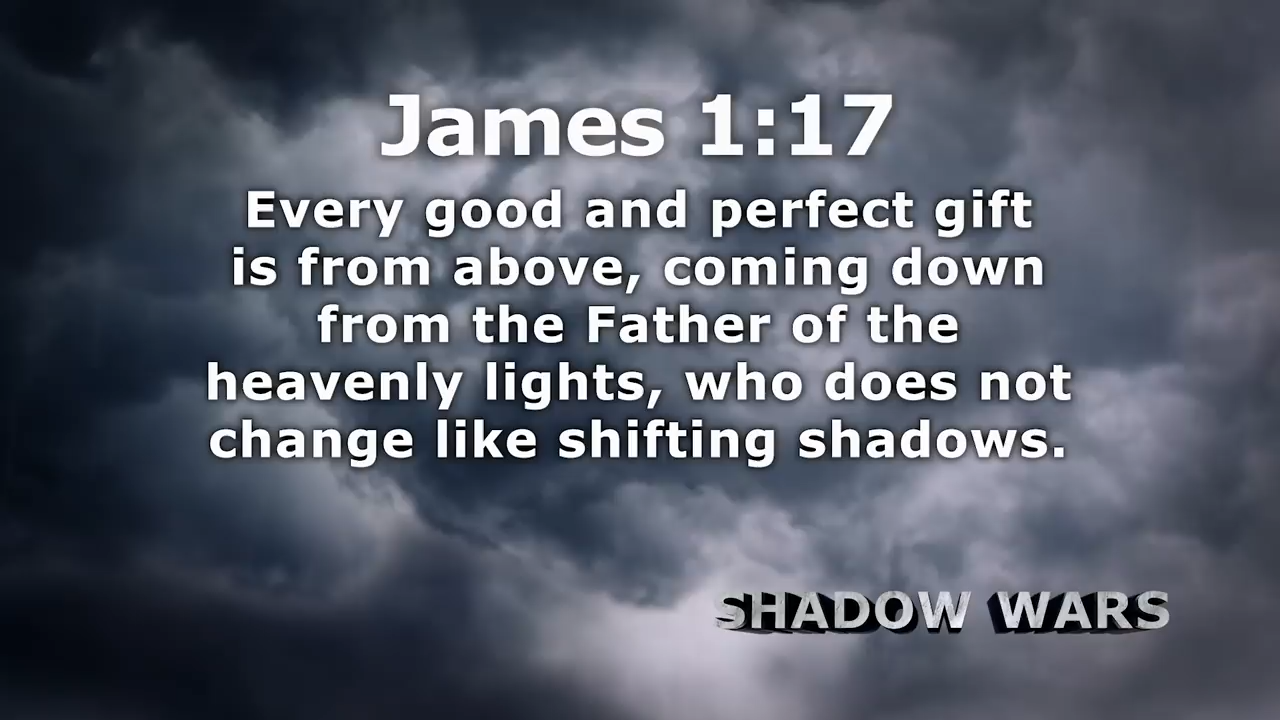 James 1:17
Every good and perfect gift
is from above, coming down
from the Father of the
heavenly lights, who does not
change like shifting shadows.
SHADOW WARS